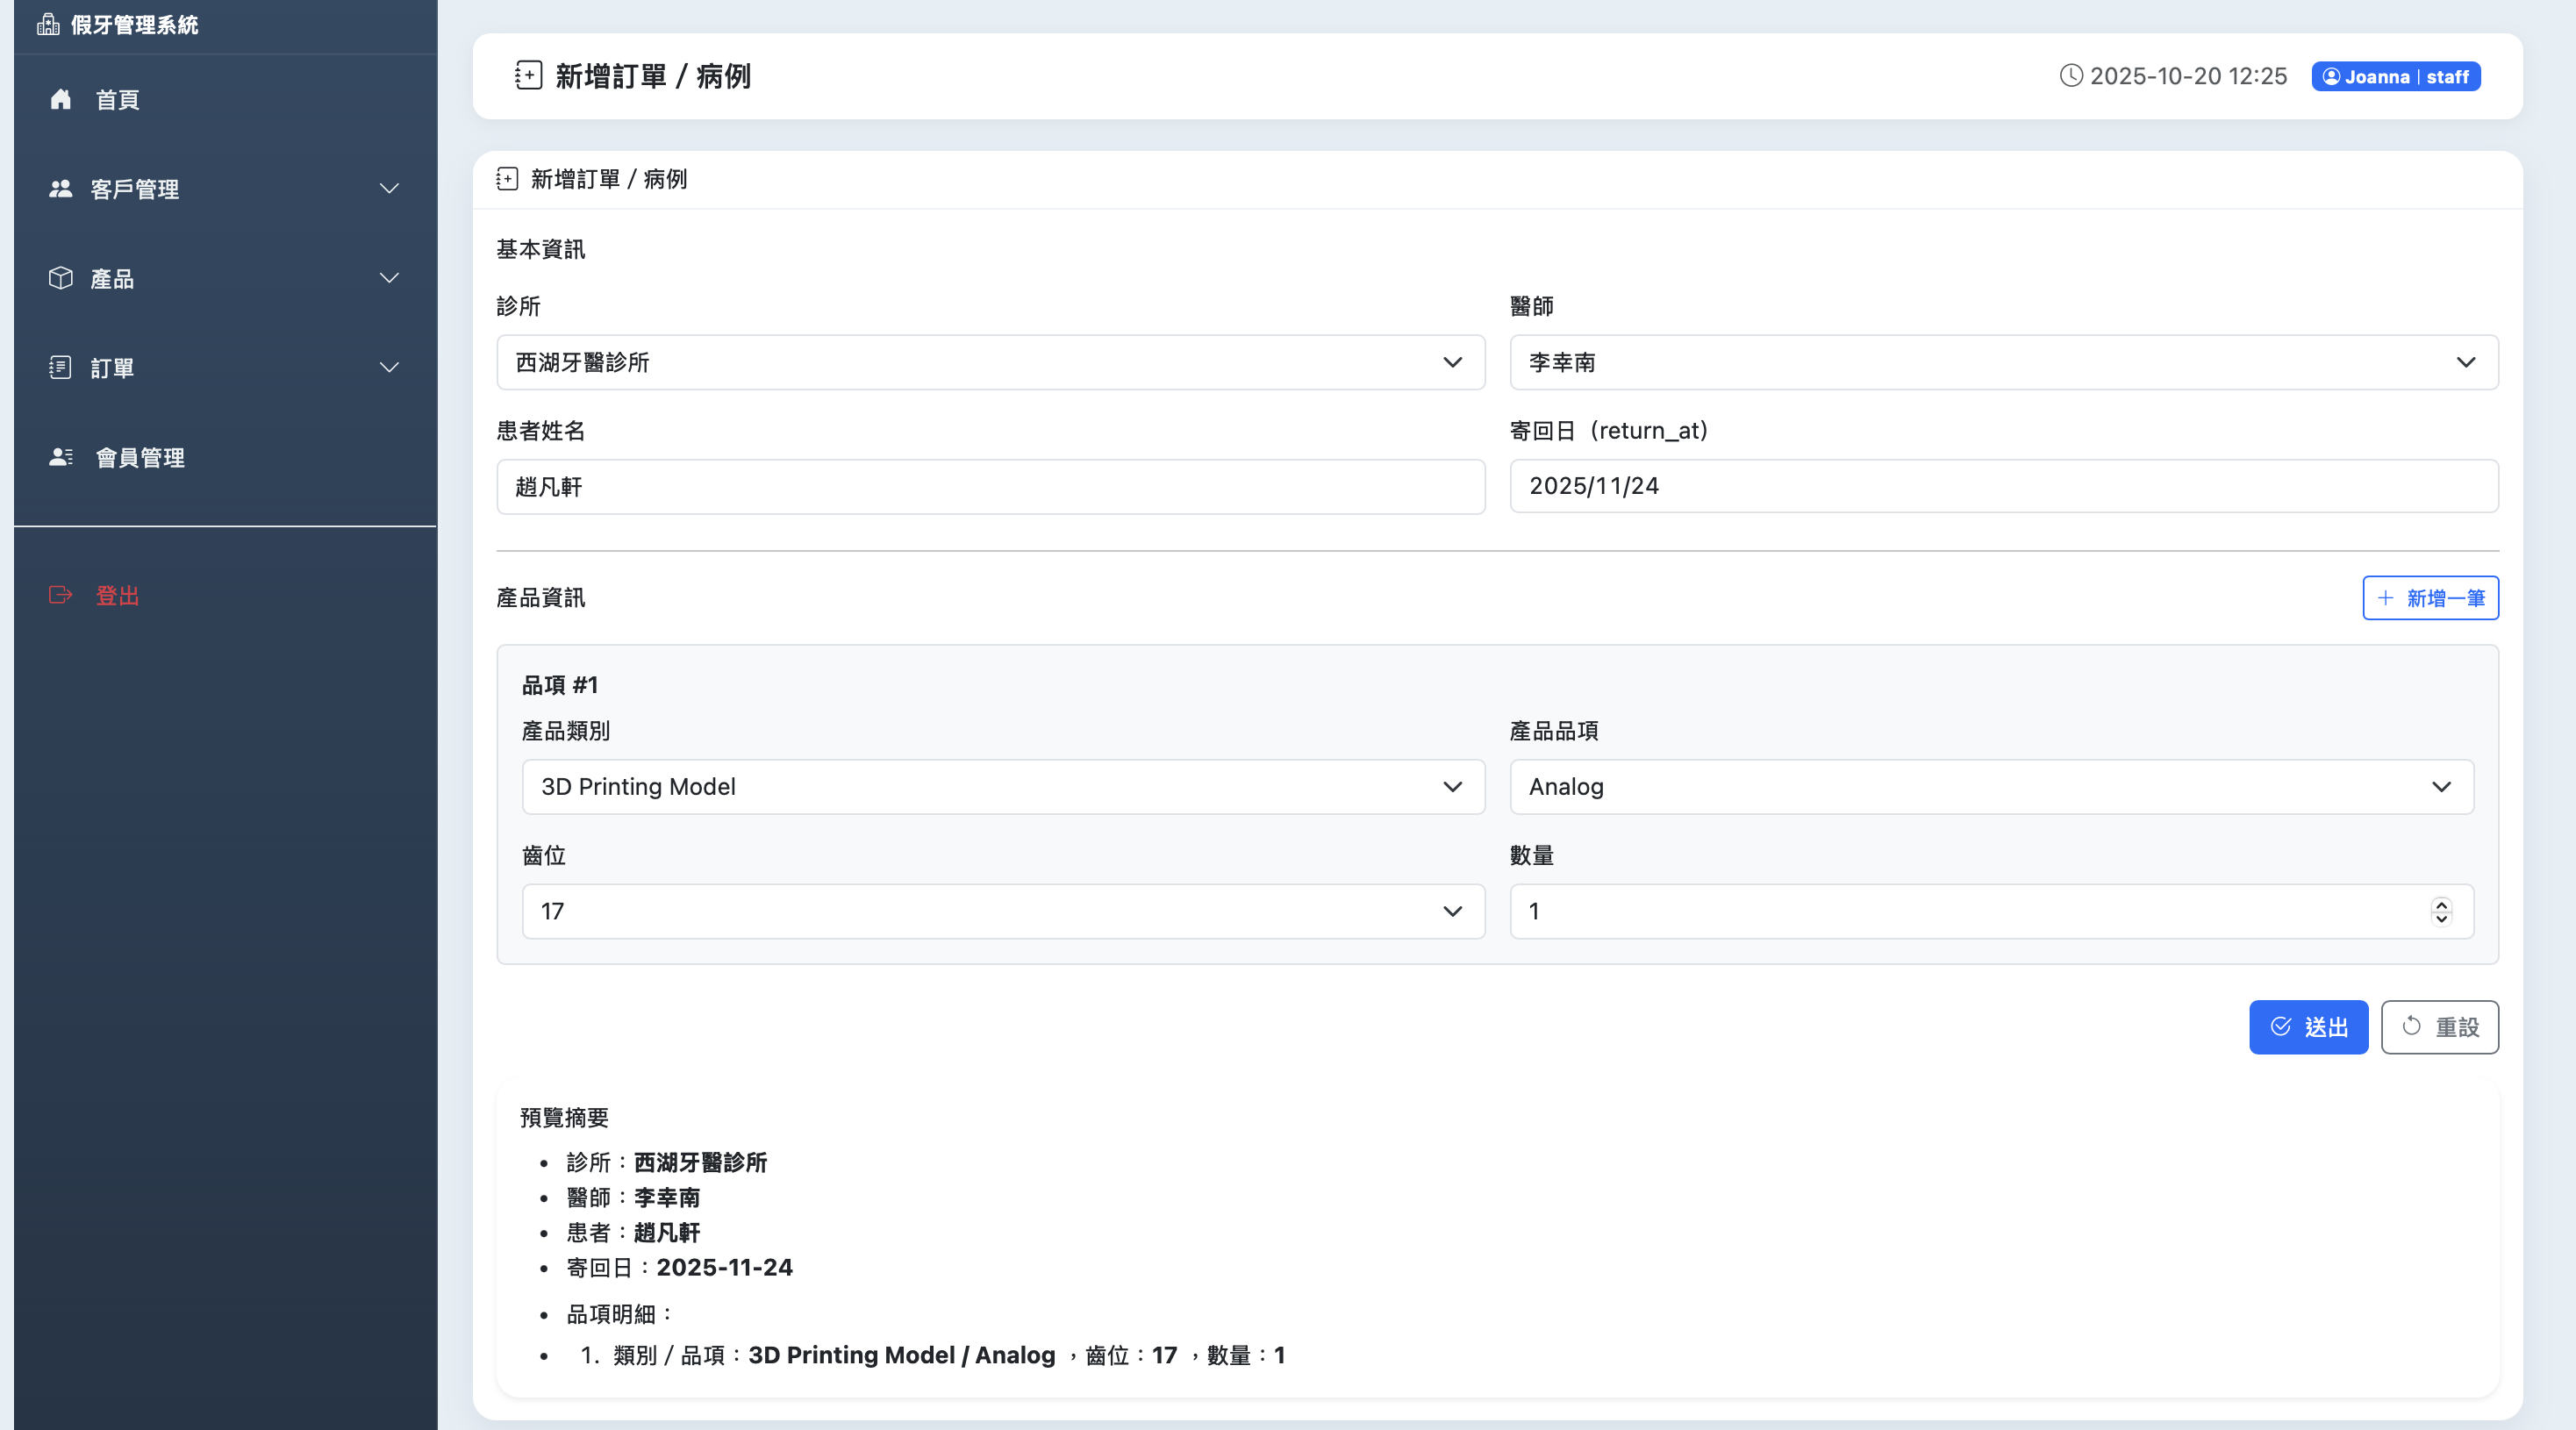 假牙管理系統
首頁
客戶管理
產品
訂單
會員管理
登出
新增訂單 / 病例
2025-10-20 12:25
Joanna | staff
新增訂單 / 病例
基本資訊
診所
醫師
西湖牙醫診所
李幸南
患者姓名
寄回日（return_at）
趙凡軒
2025/11/24
產品資訊
新增一筆
品項 #1
產品類別
產品品項
3D Printing Model
Analog
齒位
數量
17
1
送出
重設
預覽摘要
• 診所：西湖牙醫診所
• 醫師：李幸南
• 患者：趙凡軒
• 寄回日：2025-11-24
• 品項明細：
• 1. 類別 / 品項：3D Printing Model / Analog ，齒位：17 ，數量：1